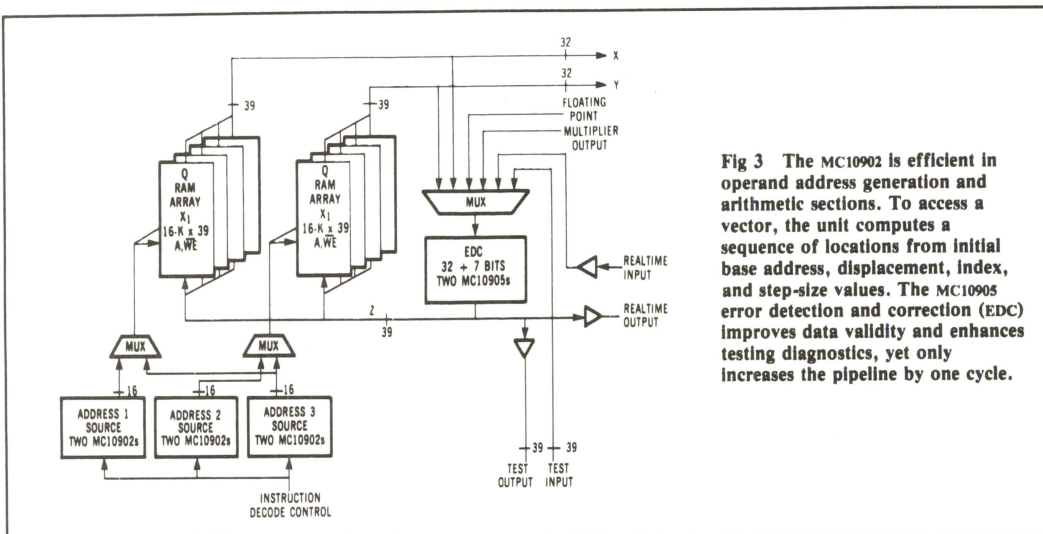 32
X
32
Y
39
39
FLOATING
POINT
MULTIPLIER
OUTPUT
Q
RAM
ARRAY
X1
16-K x 39
A,WE
Q
RAM
ARRAY
X1
16-K x 39
A,WE
MUX
EDC
32 + 7 BITS
TWO MC10905s
REALTIME
INPUT
REALTIME
OUTPUT
Z
39
MUX
MUX
16
16
16
ADDRESS 1
SOURCE
TWO MC10902s
ADDRESS 2
SOURCE
TWO MC10902s
ADDRESS 3
SOURCE
TWO MC10902s
39
39
TEST
OUTPUT
TEST
INPUT
INSTRUCTION
DECODE CONTROL
Fig 3 The MC10902 is efficient in
operand address generation and
arithmetic sections. To access a
vector, the unit computes a
sequence of locations from initial
base address, displacement, index,
and step-size values. The MC10905
error detection and correction (EDC)
improves data validity and enhances
testing diagnostics, yet only
increases the pipeline by one cycle.